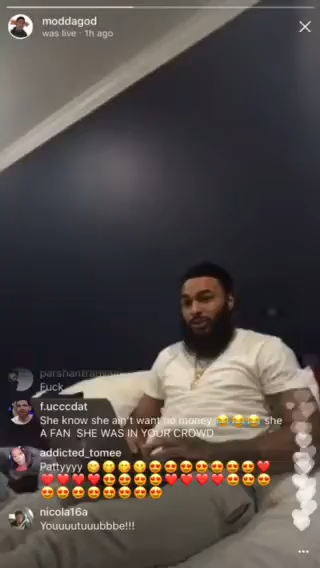 moddagod
was live · 1h ago
Fuck
f.ucccdat
She know she ain't want no money 😂😂😂 she
A FAN SHE WAS IN YOUR CROWD
addicted_tomee
Pattyyyy 😋😋😋😋😍😍😍😍😍😍😍❤️
❤️❤️❤️❤️😍😍😍😍❤️❤️❤️❤️😍😍😍
😍😍😍😍😍😍😍😍
nicola16a
Youuuutuuubbbe!!!